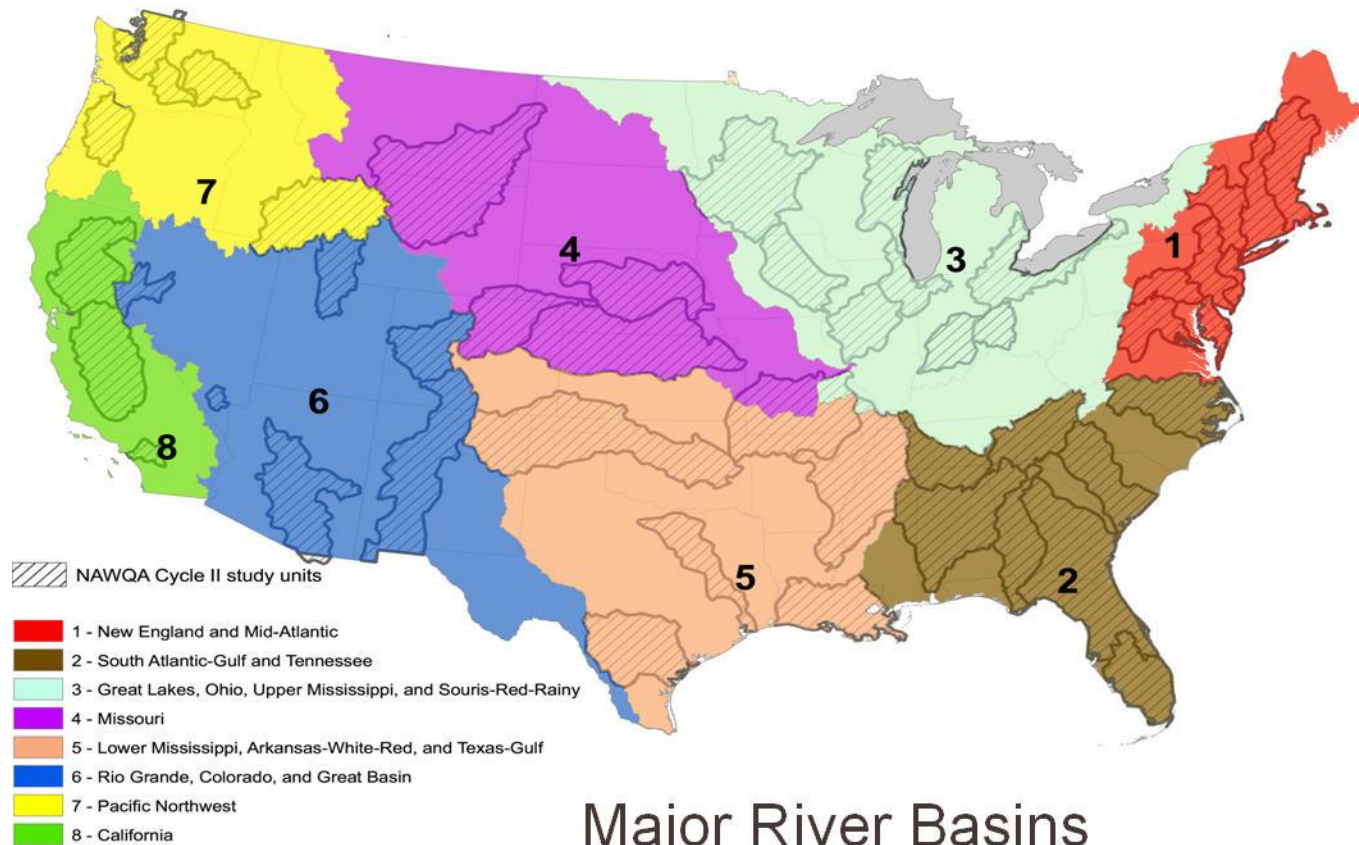 7
4
3
1
6
8
5
2
NAWQA Cycle II study units
1 - New England and Mid-Atlantic
2 - South Atlantic-Gulf and Tennessee
3 - Great Lakes, Ohio, Upper Mississippi, and Souris-Red-Rainy
4 - Missouri
5 - Lower Mississippi, Arkansas-White-Red, and Texas-Gulf
6 - Rio Grande, Colorado, and Great Basin
7 - Pacific Northwest
8 - California
Major River Basins